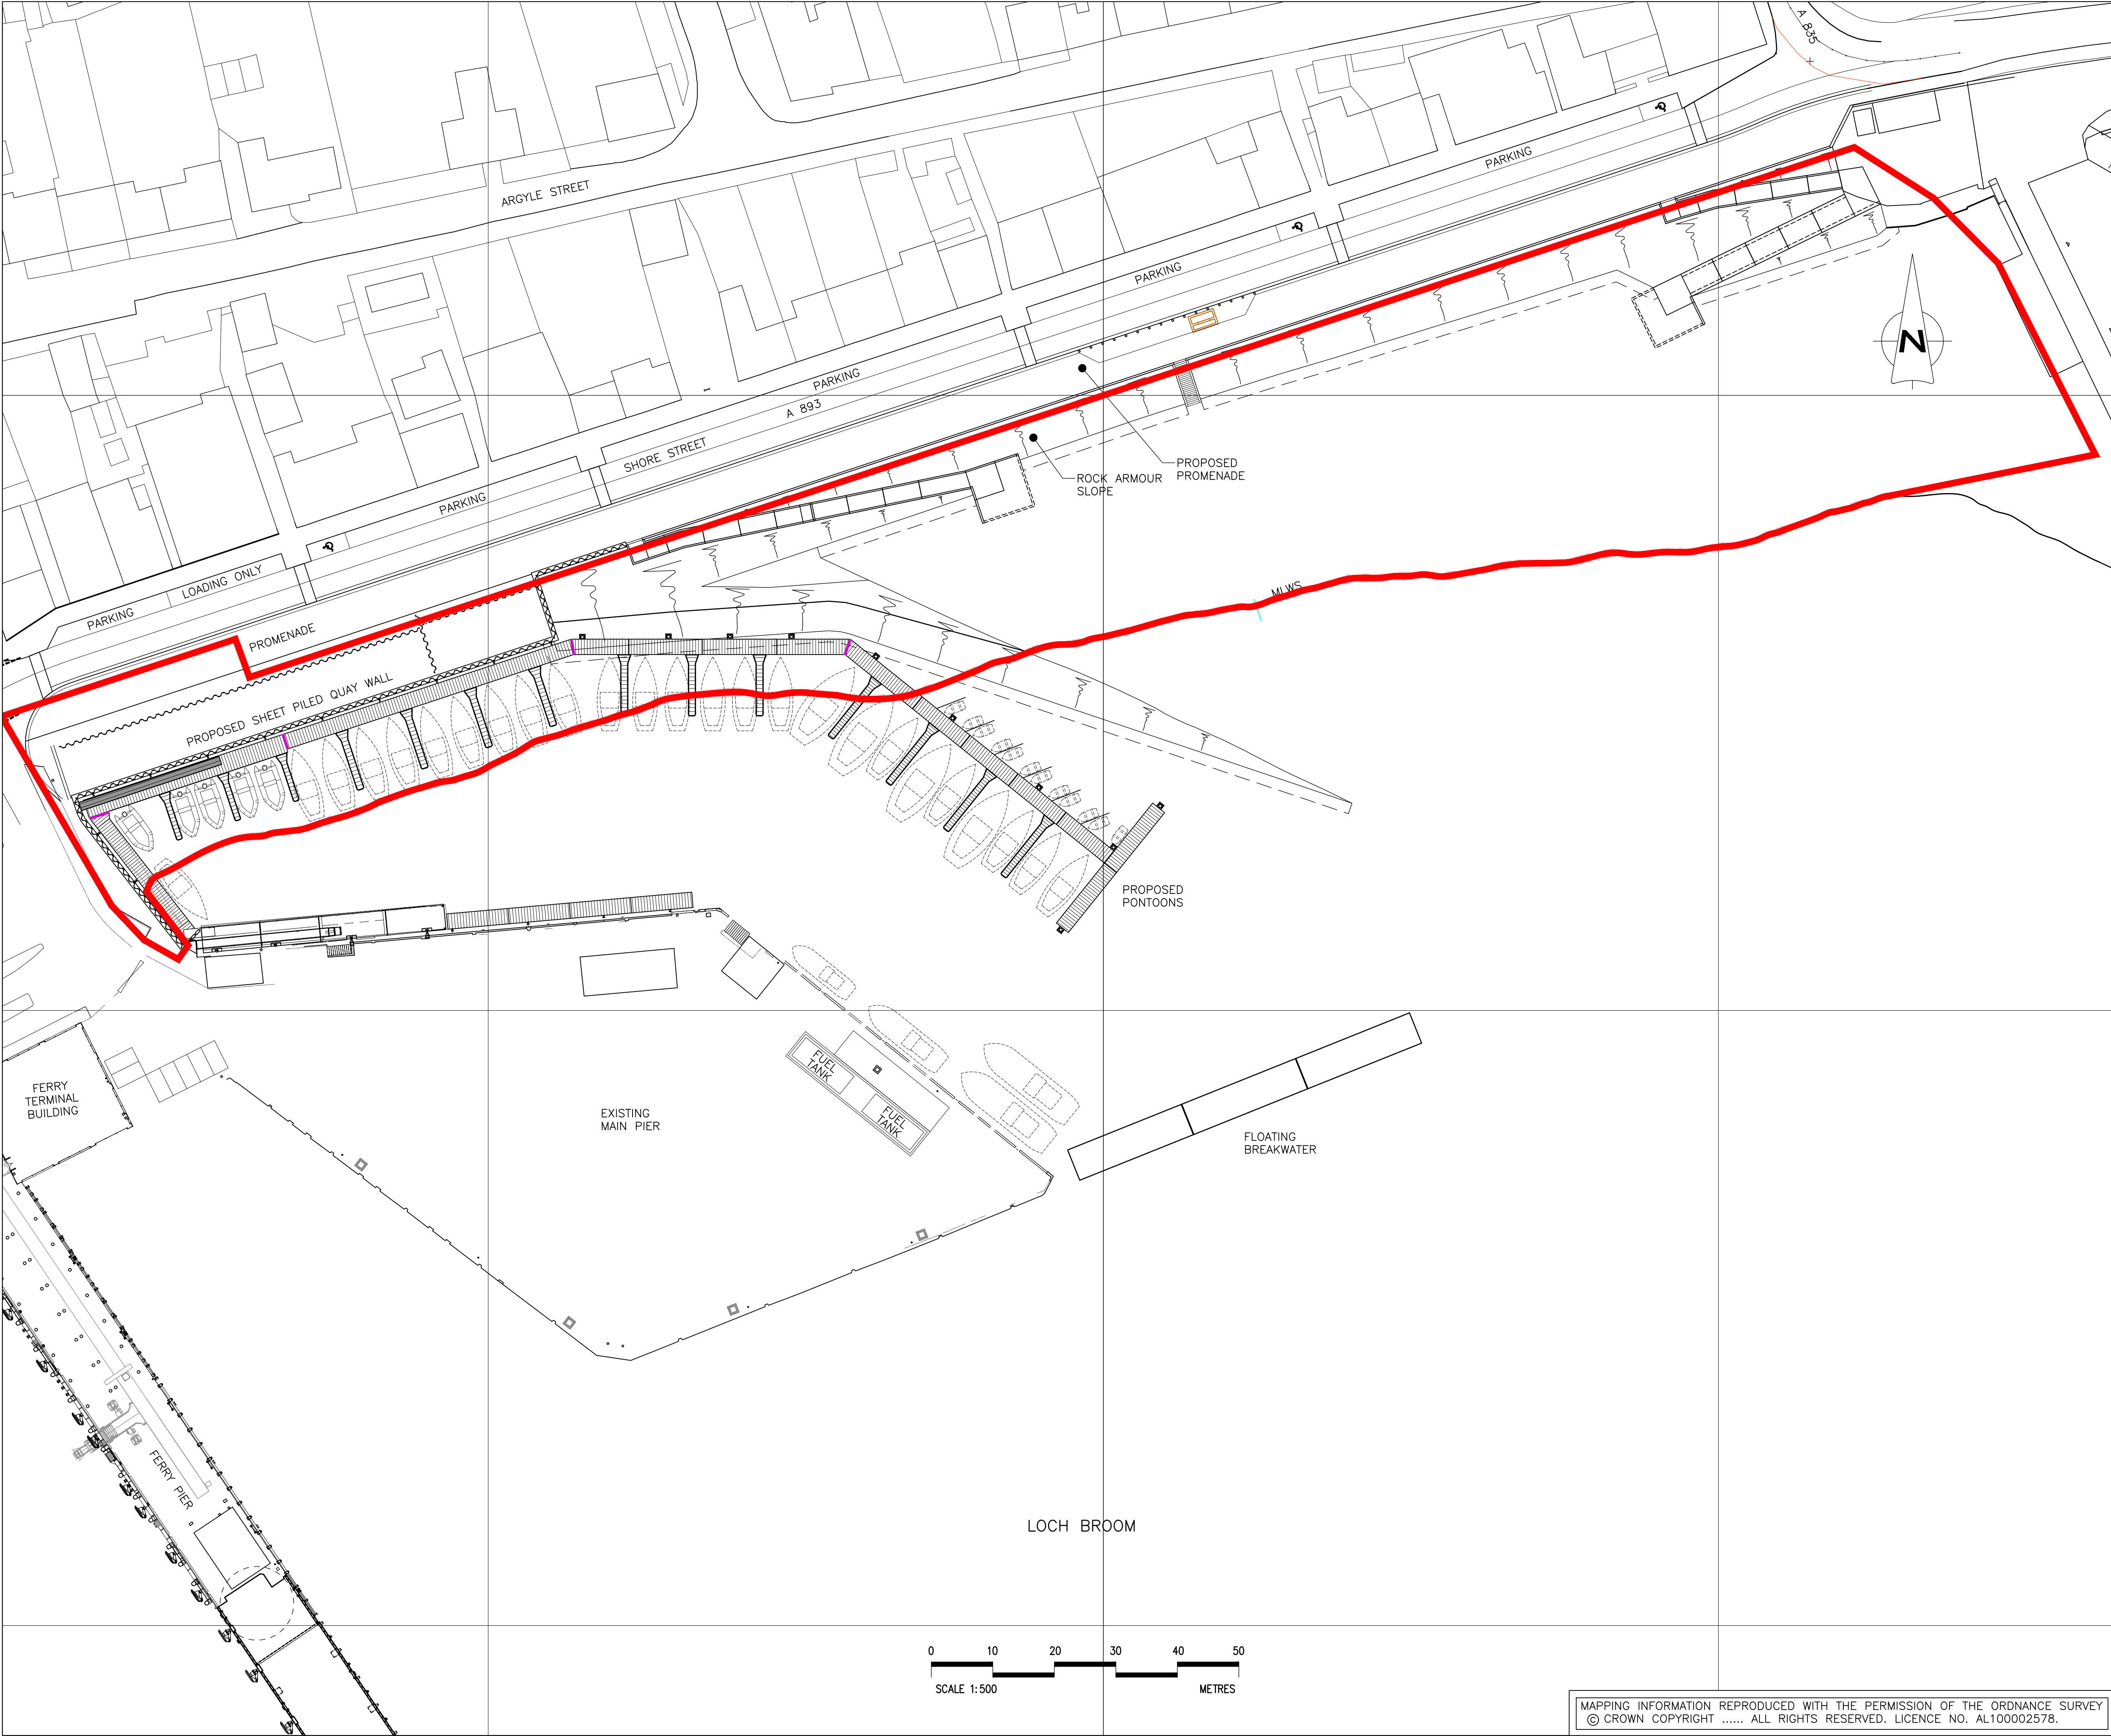 A 835
ARGYLE STREET
PARKING
PARKING
PARKING
A 893
SHORE STREET
PARKING
LOADING ONLY
PARKING
N
PROPOSED
PROMENADE
ROCK ARMOUR
SLOPE
MLWS
PROMENADE
PROPOSED SHEET PILED QUAY WALL
PROPOSED
PONTOONS
FERRY
TERMINAL
BUILDING
EXISTING
MAIN PIER
FUEL
TANK
FUEL
TANK
FLOATING
BREAKWATER
FERRY PIER
LOCH BROOM
0 10 20 30 40 50
SCALE 1:500 METRES
MAPPING INFORMATION REPRODUCED WITH THE PERMISSION OF THE ORDNANCE SURVEY
© CROWN COPYRIGHT ...... ALL RIGHTS RESERVED. LICENCE NO. AL100002578.